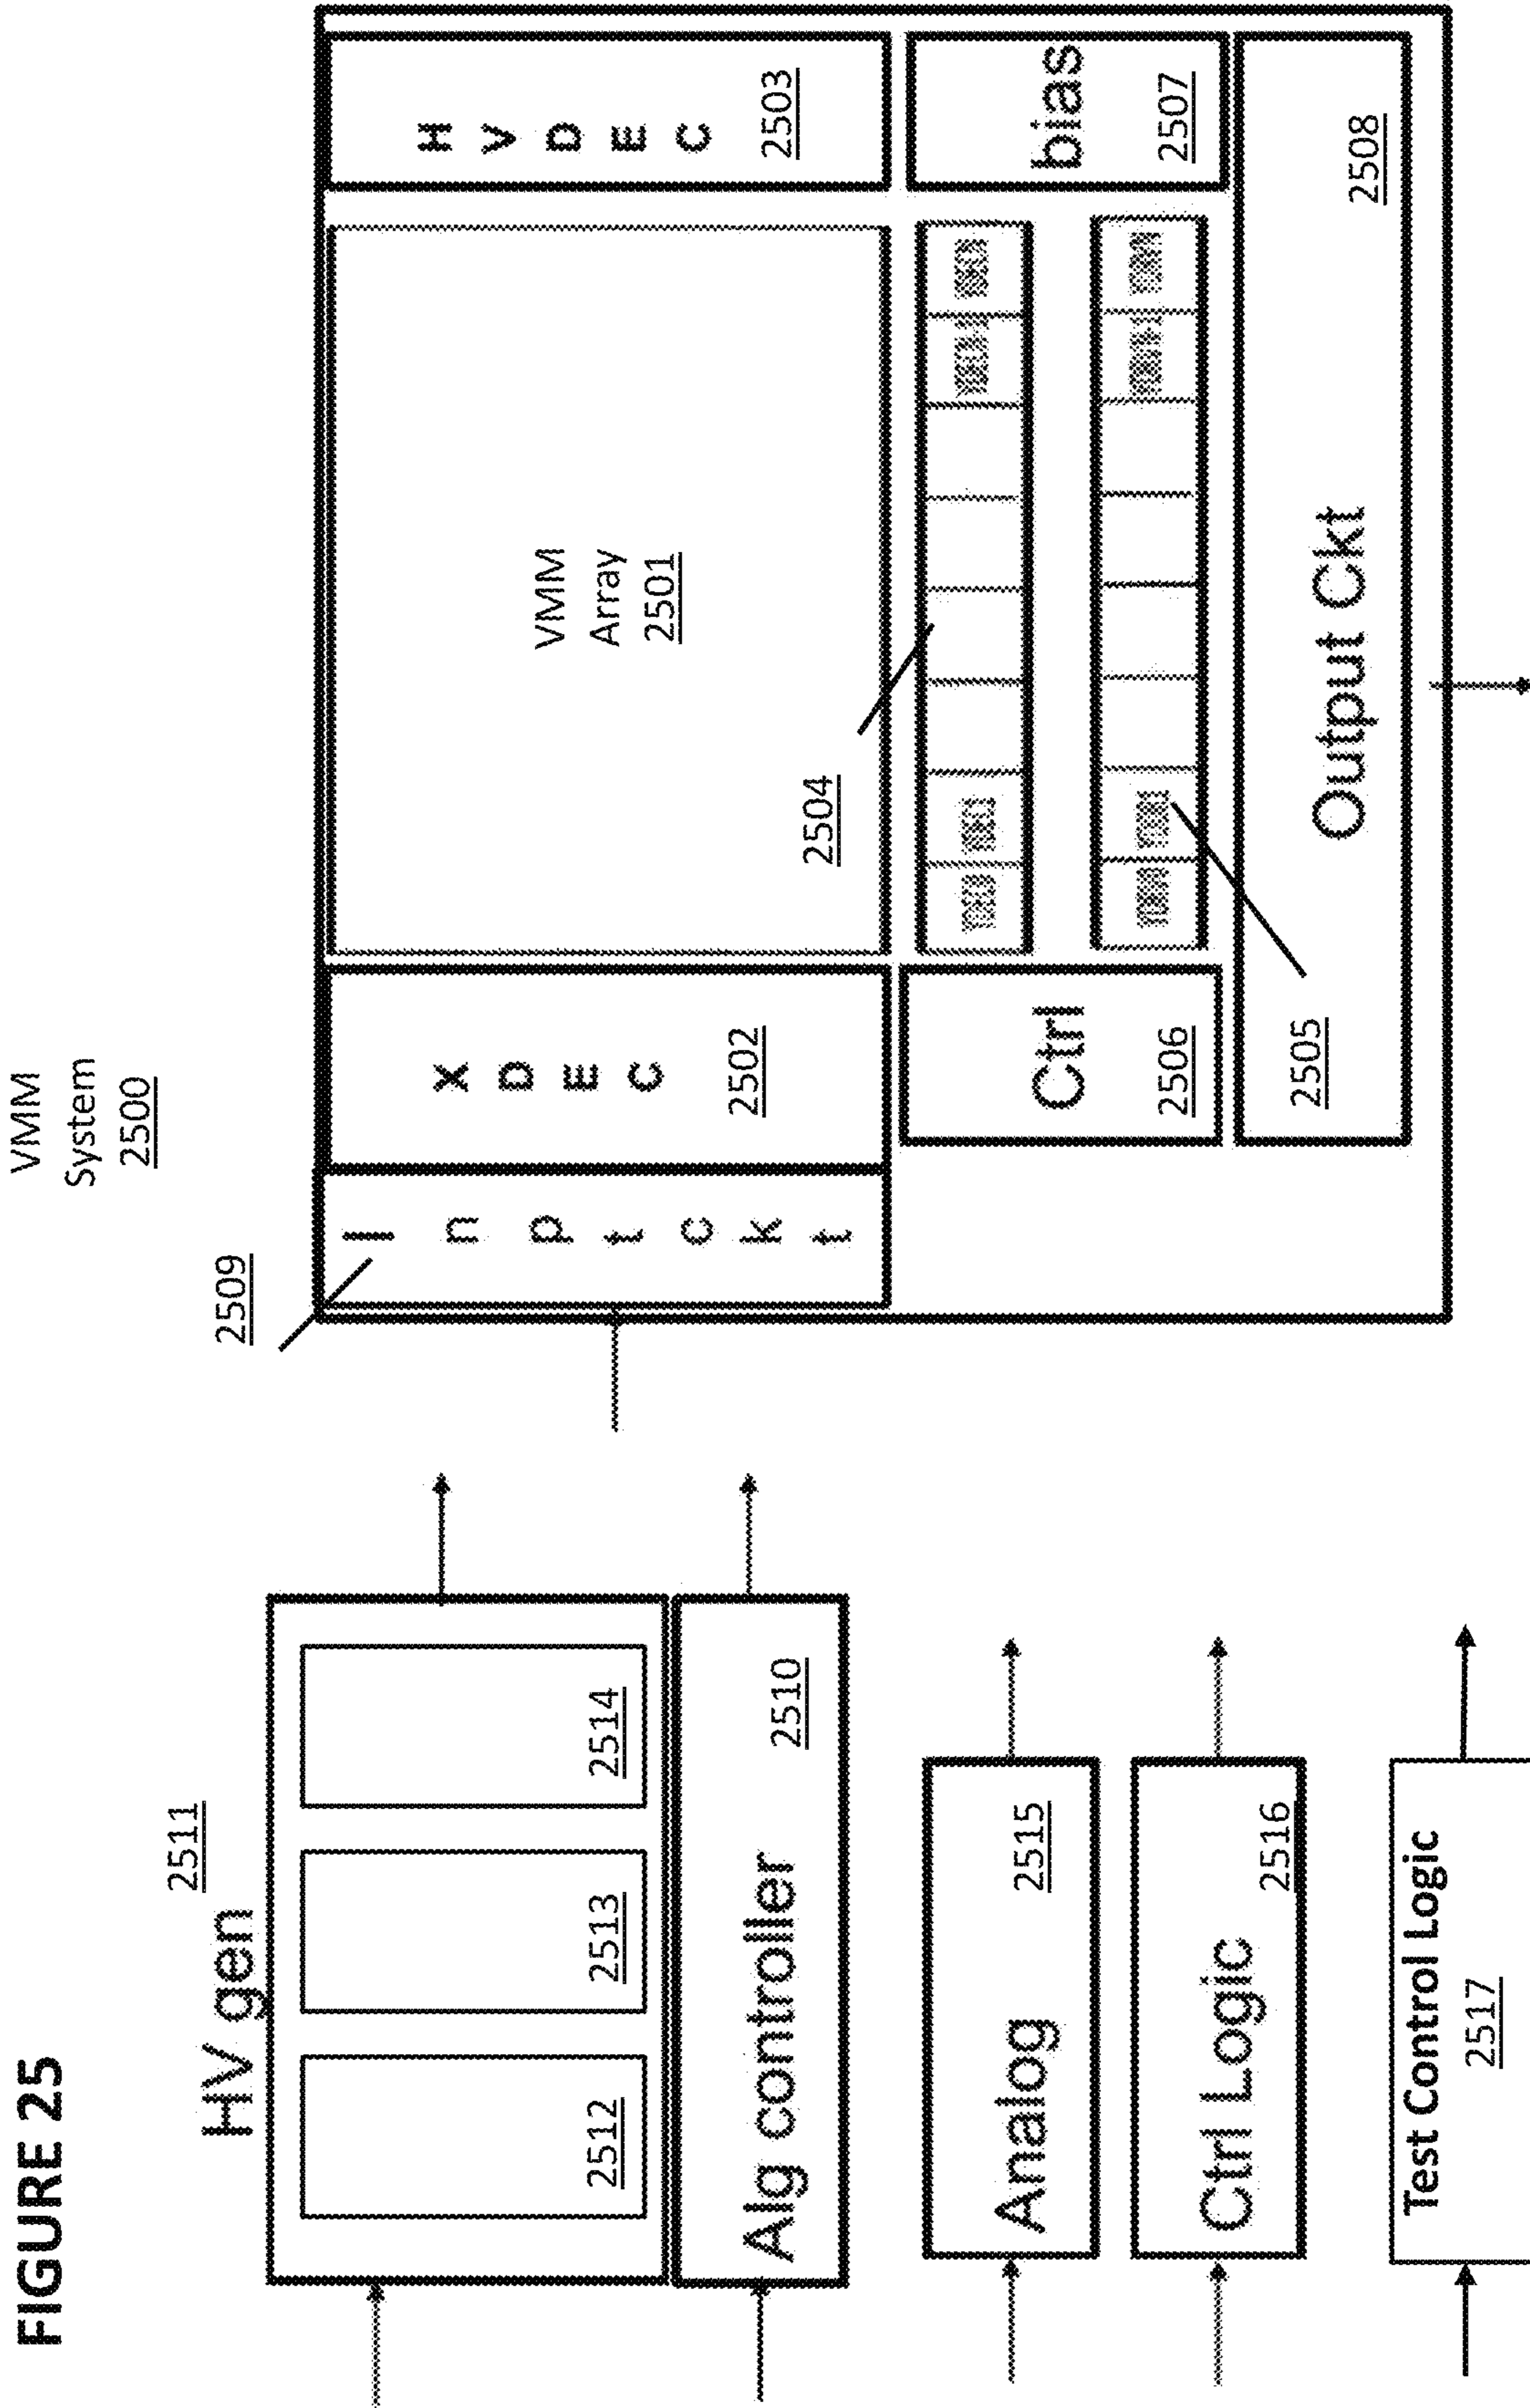 FIGURE 25
VMM
System
2500
HV gen
2511
2512
2513
2514
Alg controller
2510
Analog
2515
Ctrl Logic
2516
Test Control Logic
2517
2509
I
n
p
t
c
k
t
X
D
E
C
2502
VMM
Array
2501
H
V
D
E
C
2503
2504
Ctrl
2506
bias
2507
2505
Output Ckt
2508